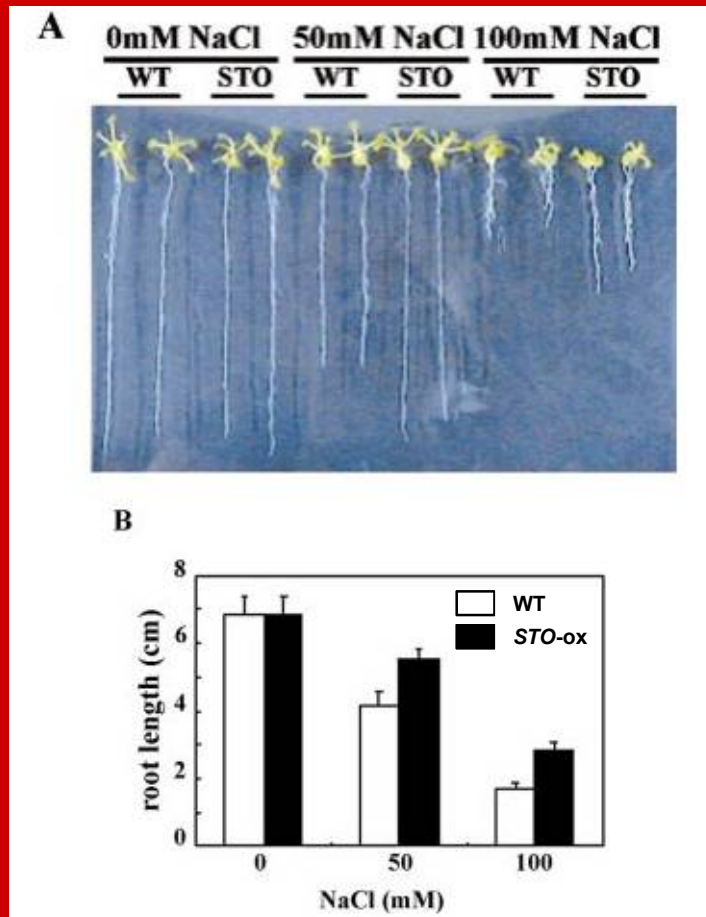 A
0mM NaCl 50mM NaCl 100mM NaCl
WT STO WT STO WT STO
B
8
6
4
2
0
root length (cm)
WT
STO-ox
0 50 100
NaCl (mM)